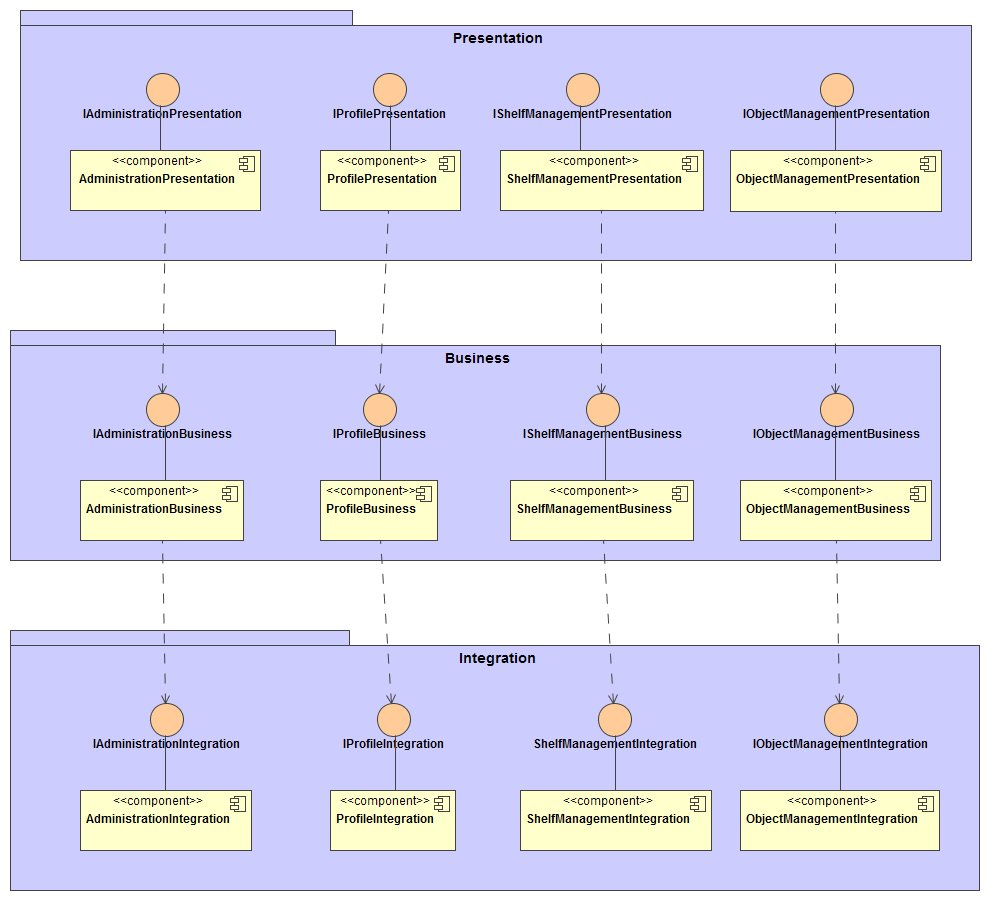 Presentation
IAdministrationPresentation
IProfilePresentation
IShelfManagementPresentation
IObjectManagementPresentation
<<component>>
AdministrationPresentation
<<component>>
ProfilePresentation
<<component>>
ShelfManagementPresentation
<<component>>
ObjectManagementPresentation
Business
IAdministrationBusiness
IProfileBusiness
IShelfManagementBusiness
IObjectManagementBusiness
<<component>>
AdministrationBusiness
<<component>>
ProfileBusiness
<<component>>
ShelfManagementBusiness
<<component>>
ObjectManagementBusiness
Integration
IAdministrationIntegration
IProfileIntegration
ShelfManagementIntegration
IObjectManagementIntegration
<<component>>
AdministrationIntegration
<<component>>
ProfileIntegration
<<component>>
ShelfManagementIntegration
<<component>>
ObjectManagementIntegration